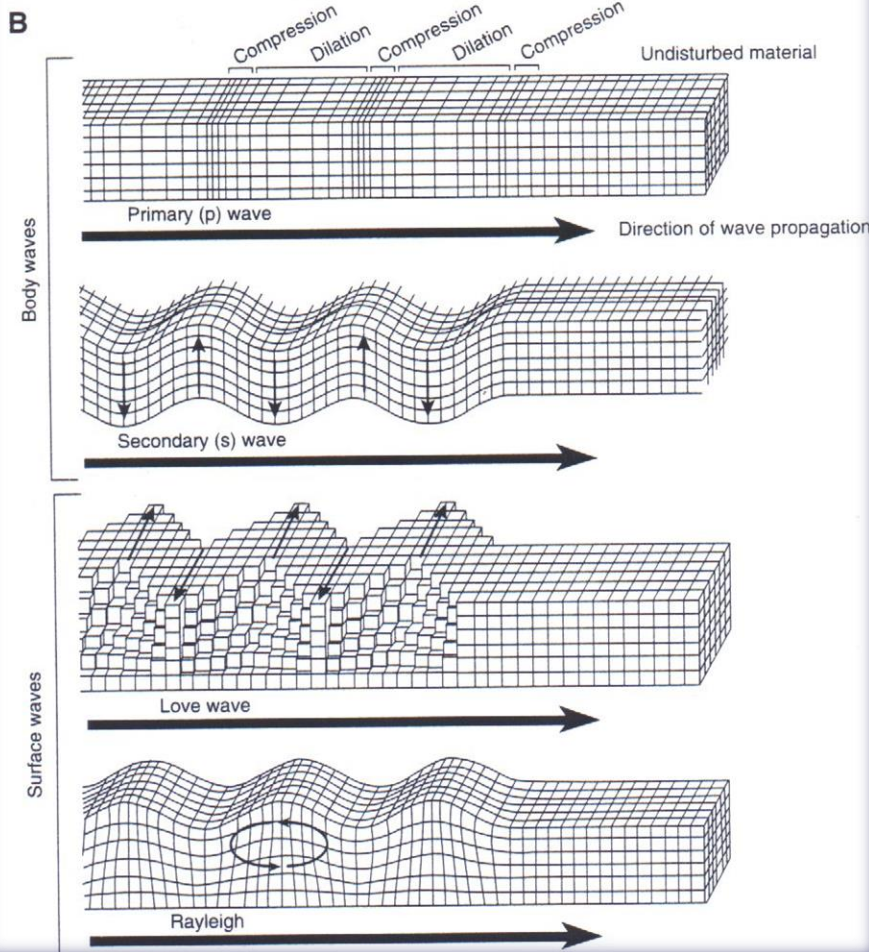 B
Compression
Dilation
Compression
Dilation
Compression
Undisturbed material
Body waves
Primary (p) wave
Direction of wave propagation
Secondary (s) wave
Surface waves
Love wave
Rayleigh